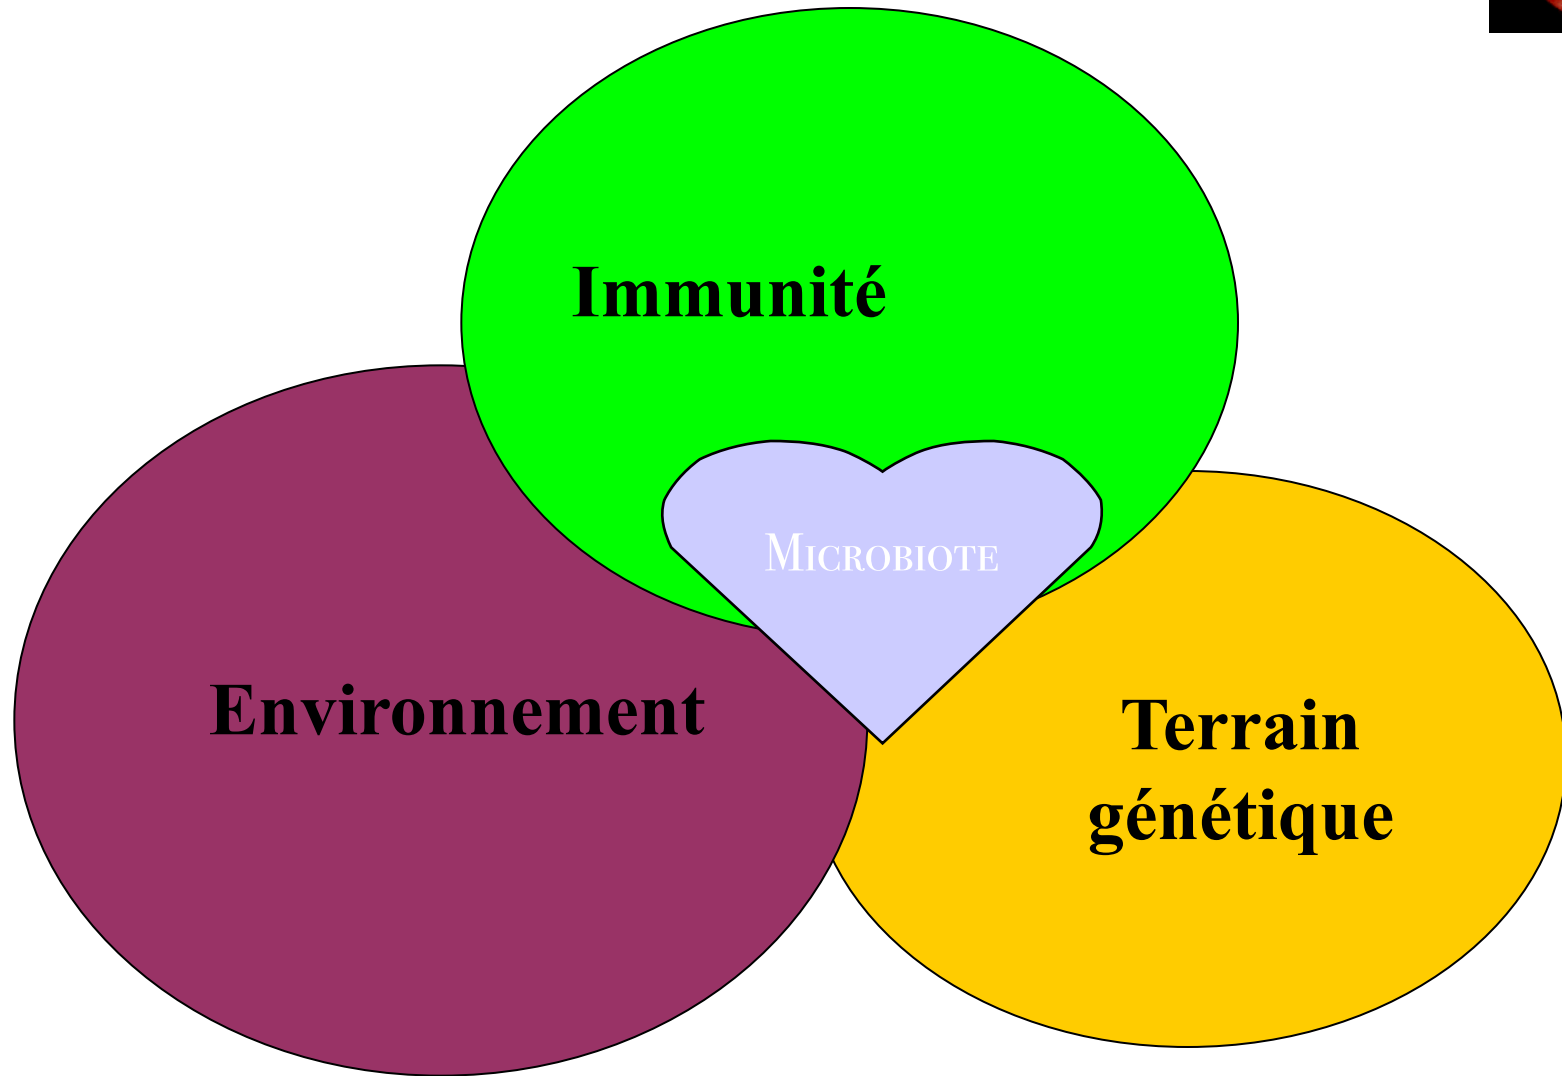 Immunité
Microbiote
Environnement
Terrain
génétique